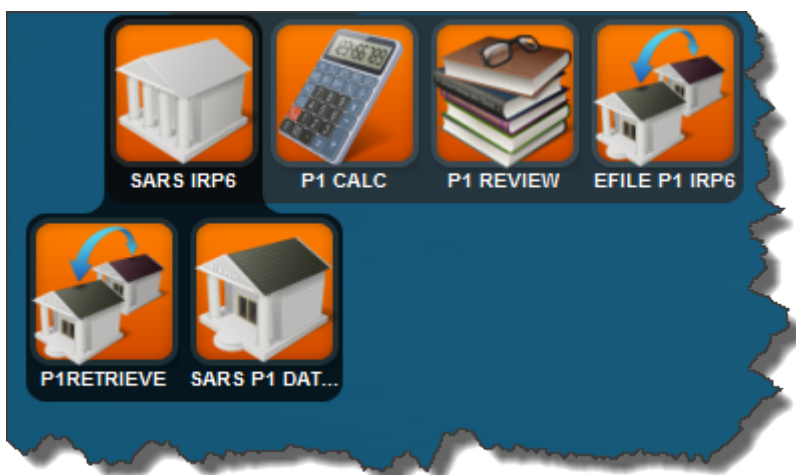 SARS IRP6
P1 CALC
P1 REVIEW
EFILE P1 IRP6
P1RETRIEVE
SARS P1 DAT...